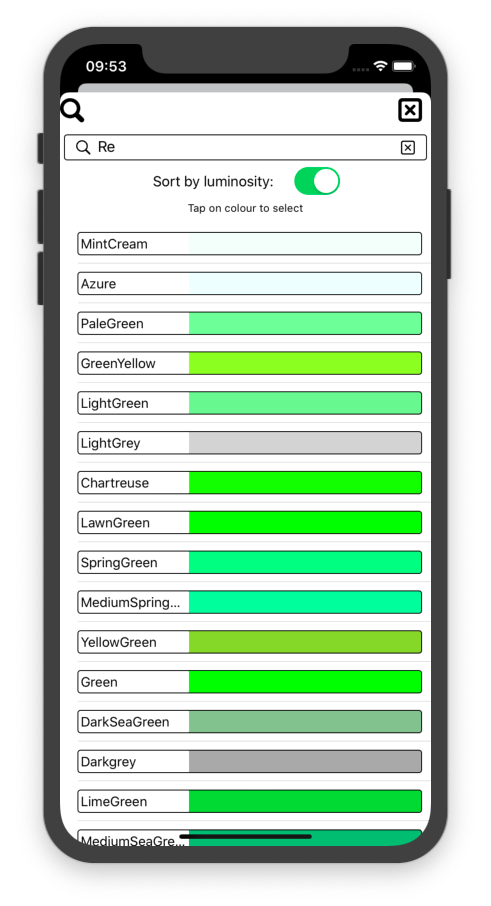 09:53
Re
Sort by luminosity:
Tap on colour to select
MintCream
Azure
PaleGreen
GreenYellow
LightGreen
LightGrey
Chartreuse
LawnGreen
SpringGreen
MediumSpring...
YellowGreen
Green
DarkSeaGreen
Darkgrey
LimeGreen
MediumSeaGre...